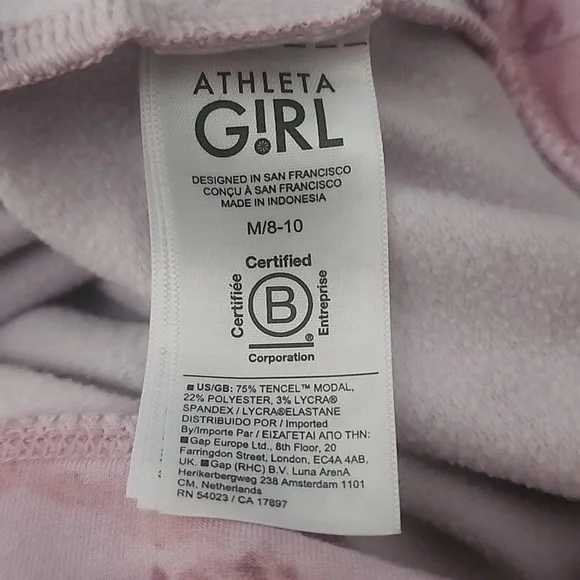 ATHLETA
G!RL
DESIGNED IN SAN FRANCISCO
CONÇU À SAN FRANCISCO
MADE IN INDONESIA
M/8-10
Certified
Certifiée
B
Entreprise
®
Corporation
US/GB: 75% TENCEL™ MODAL,
22% POLYESTER, 3% LYCRA®
SPANDEX / LYCRA®ELASTANE
DISTRIBUIDO POR / Imported
By/Importe Par / ΕΙΣΑΓΕΤΑΙ ΑΠΟ ΤΗΝ:
Gap Europe Ltd., 8th Floor, 20
Farringdon Street, London, EC4A 4AB,
UK. Gap (RHC) B.V. Luna ArenA
Herikerbergweg 238 Amsterdam 1101
CM, Netherlands
RN 54023 / CA 17897